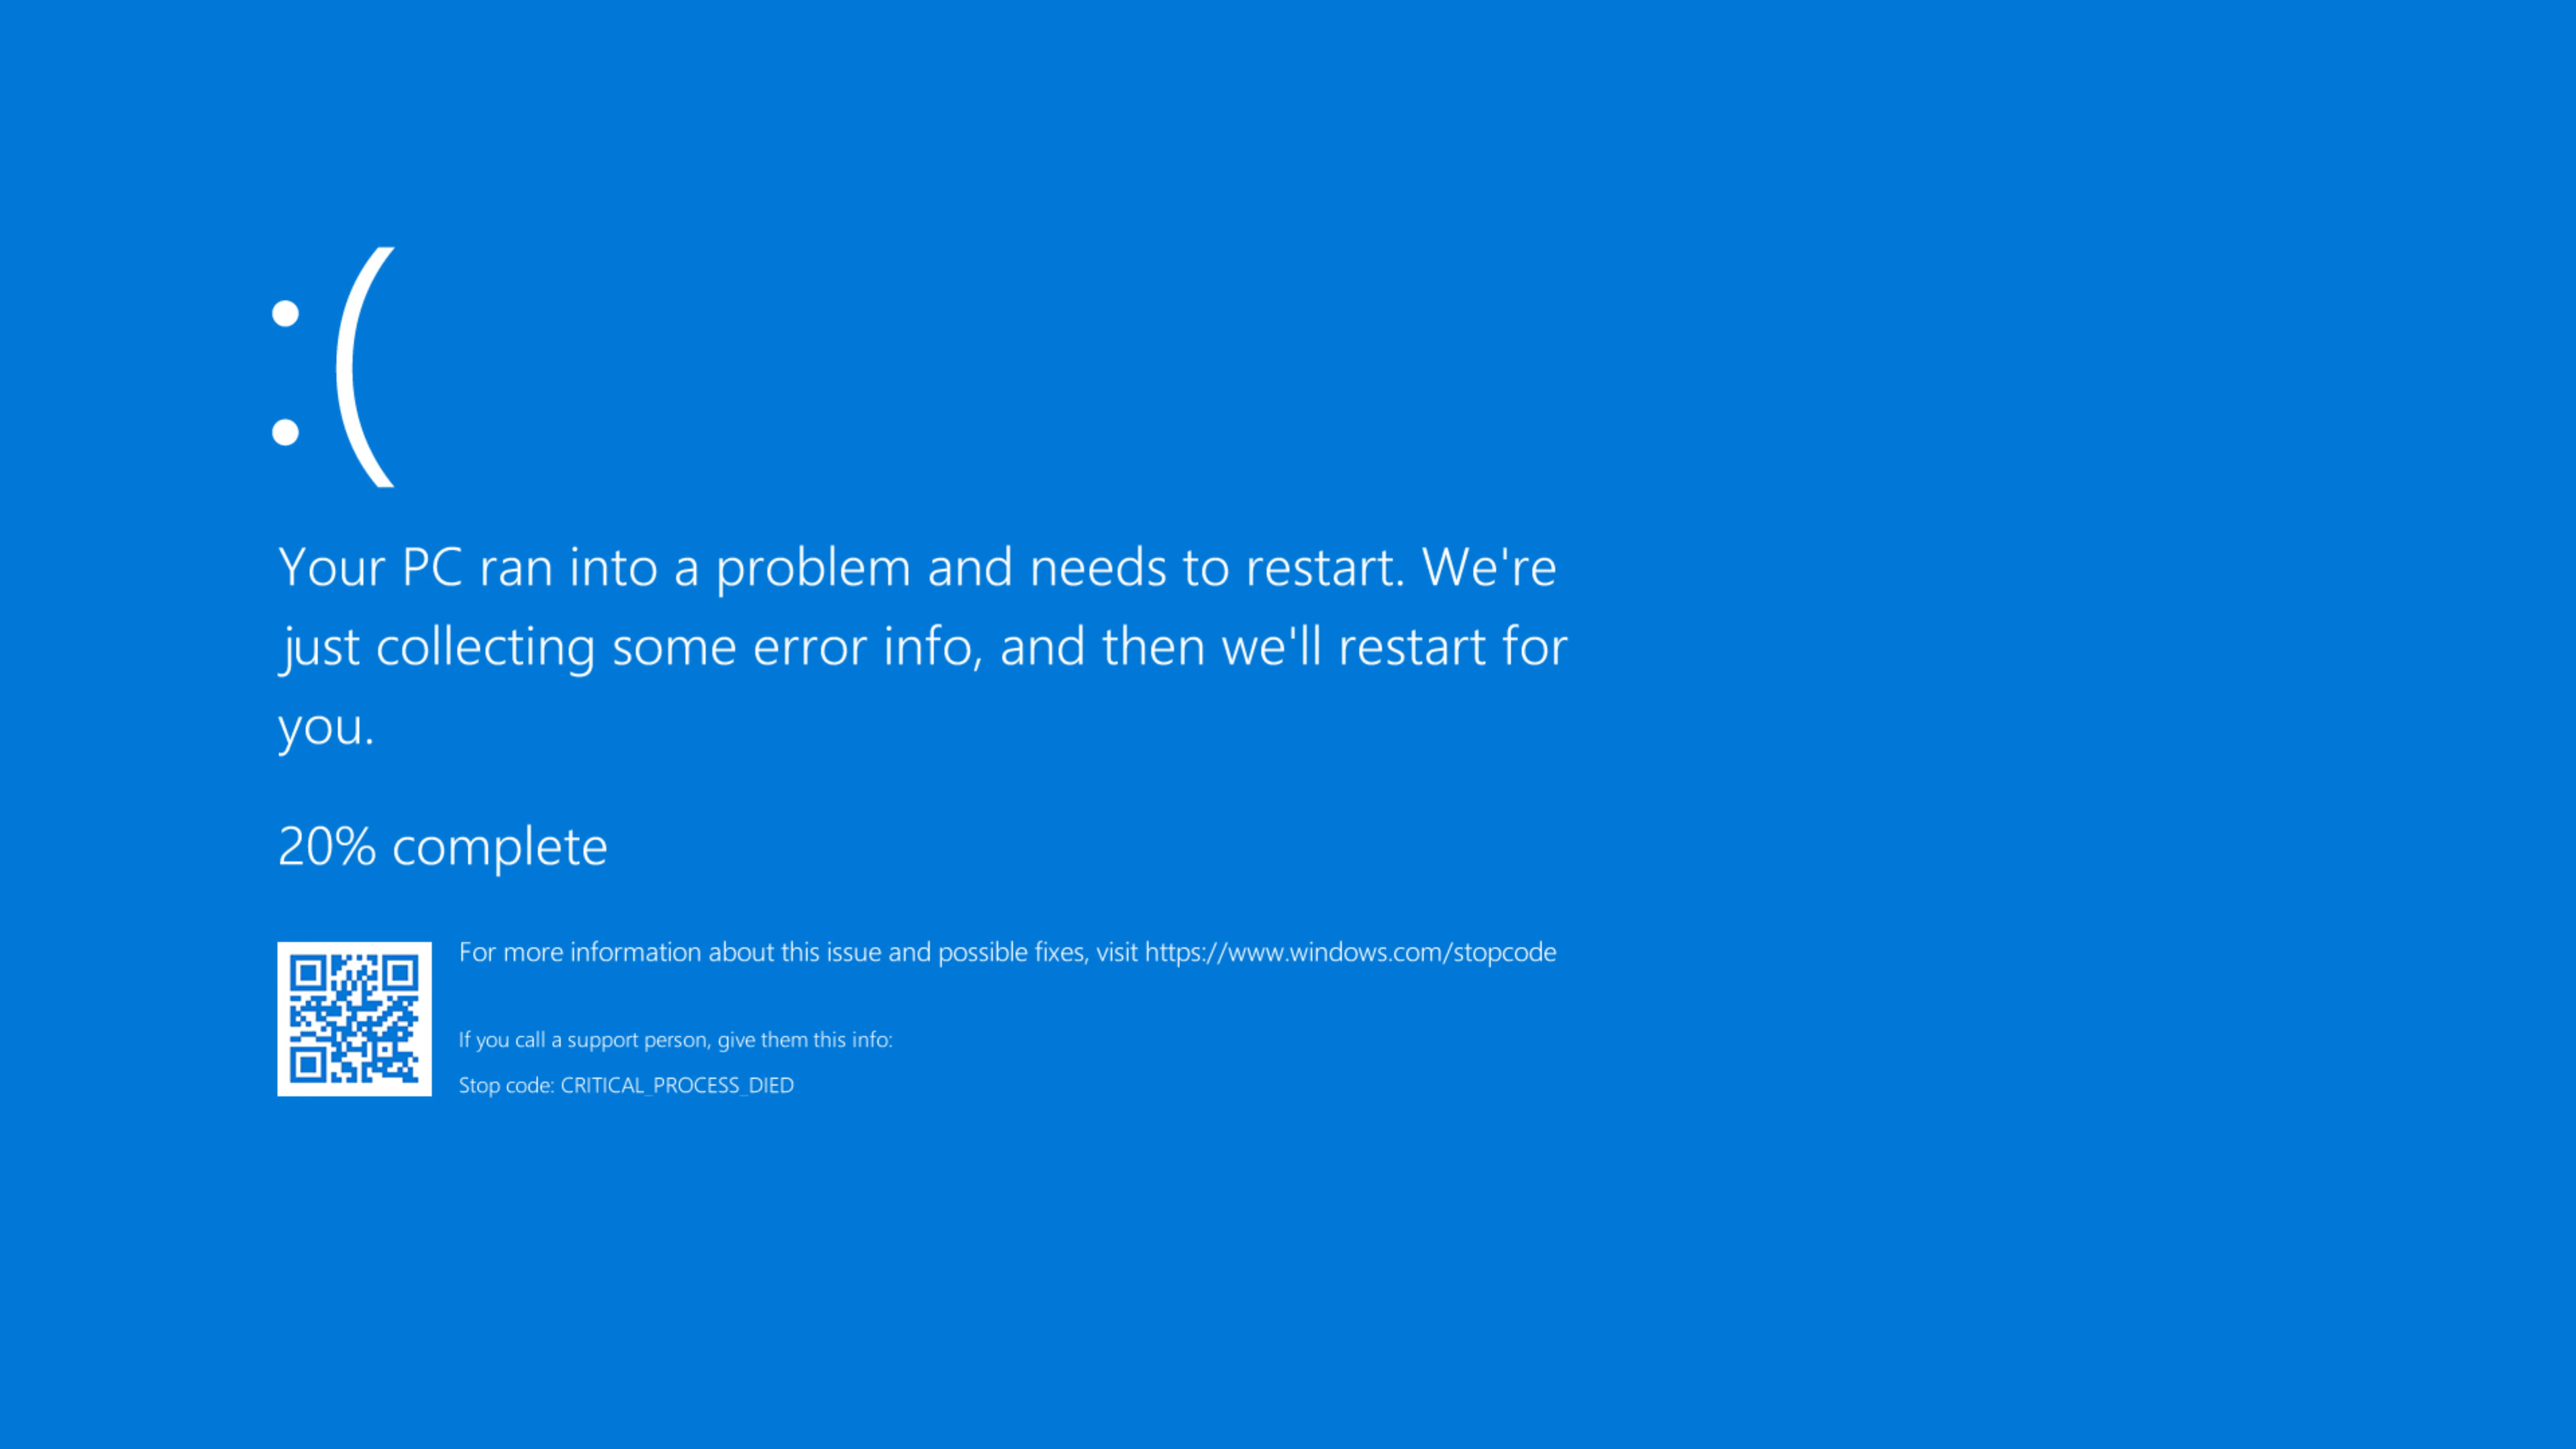 :(
Your PC ran into a problem and needs to restart. We're
just collecting some error info, and then we'll restart for
you.
20% complete
For more information about this issue and possible fixes, visit https://www.windows.com/stopcode
If you call a support person, give them this info:
Stop code: CRITICAL_PROCESS_DIED